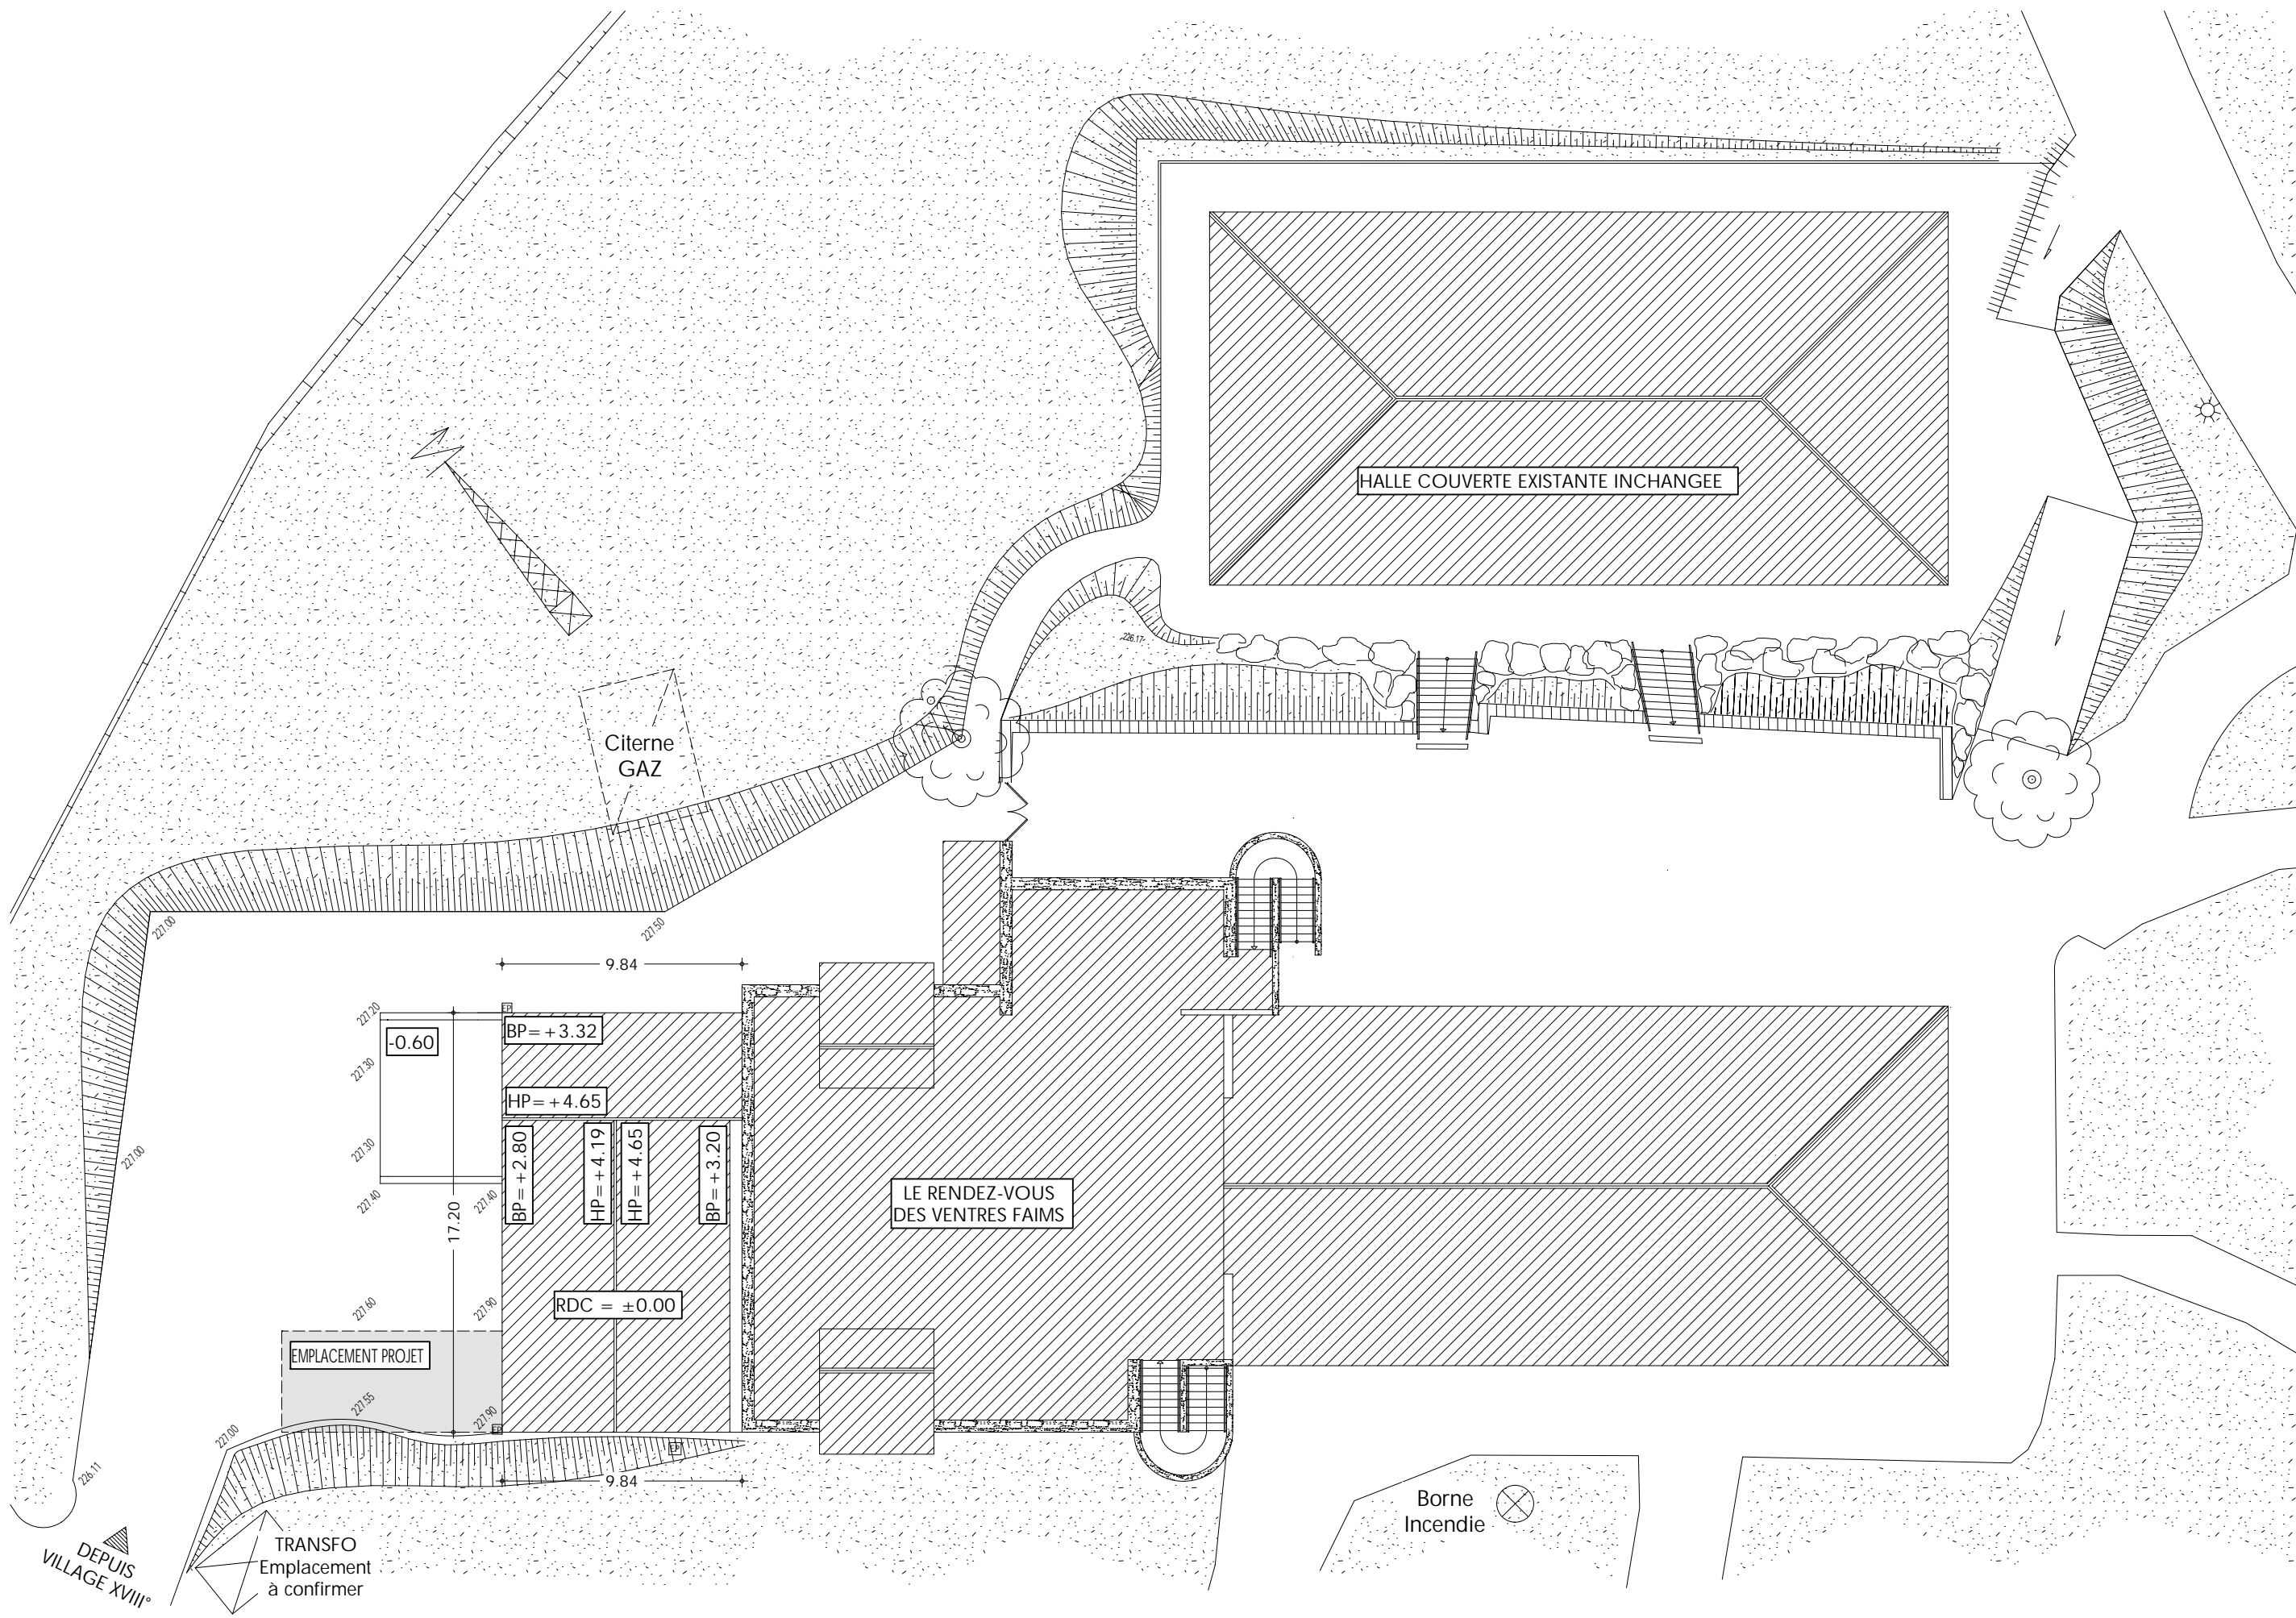 HALLE COUVERTE EXISTANTE INCHANGEE
226.17
Citerne
GAZ
227.00
227.50
9.84
227.20
EP
BP=+3.32
-0.60
227.30
HP=+4.65
BP=+2.80
HP=+4.19
HP=+4.65
BP=+3.20
227.30
227.00
227.40
227.40
17.20
LE RENDEZ-VOUS
DES VENTRES FAIMS
RDC = ±0.00
227.60
227.90
EMPLACEMENT PROJET
227.55
227.90
EP
227.00
EP
226.11
9.84
Borne
Incendie
DEPUIS
VILLAGE XVIII°
TRANSFO
Emplacement
à confirmer